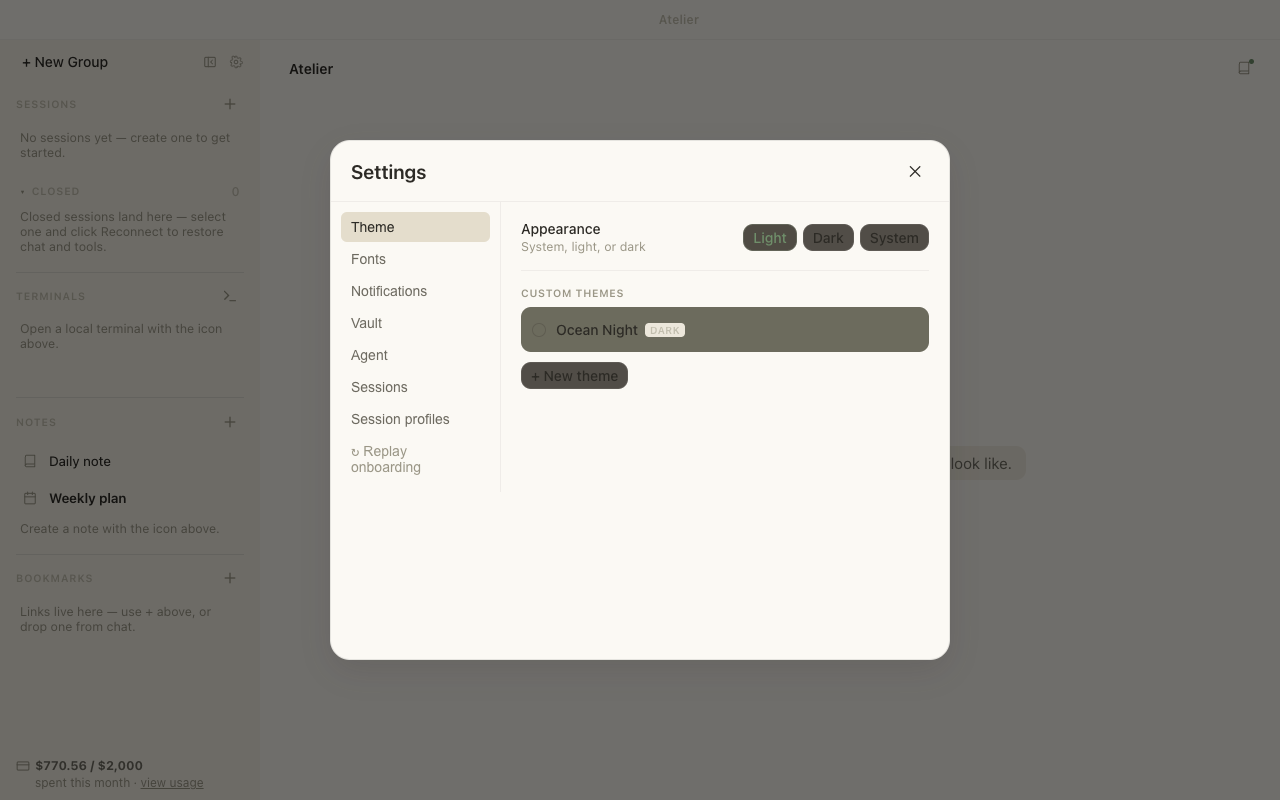 Atelier
+ New Group
SESSIONS
No sessions yet — create one to get
started.
• CLOSED 0
Closed sessions land here — select
one and click Reconnect to restore
chat and tools.
TERMINALS
Open a local terminal with the icon
above.
NOTES
Daily note
Weekly plan
Create a note with the icon above.
BOOKMARKS
Links live here — use + above, or
drop one from chat.
$770.56 / $2,000
spent this month · view usage
Atelier
look like.
Settings
Theme
Fonts
Notifications
Vault
Agent
Sessions
Session profiles
↻ Replay
onboarding
Appearance
System, light, or dark
Light Dark System
CUSTOM THEMES
Ocean Night DARK
+ New theme